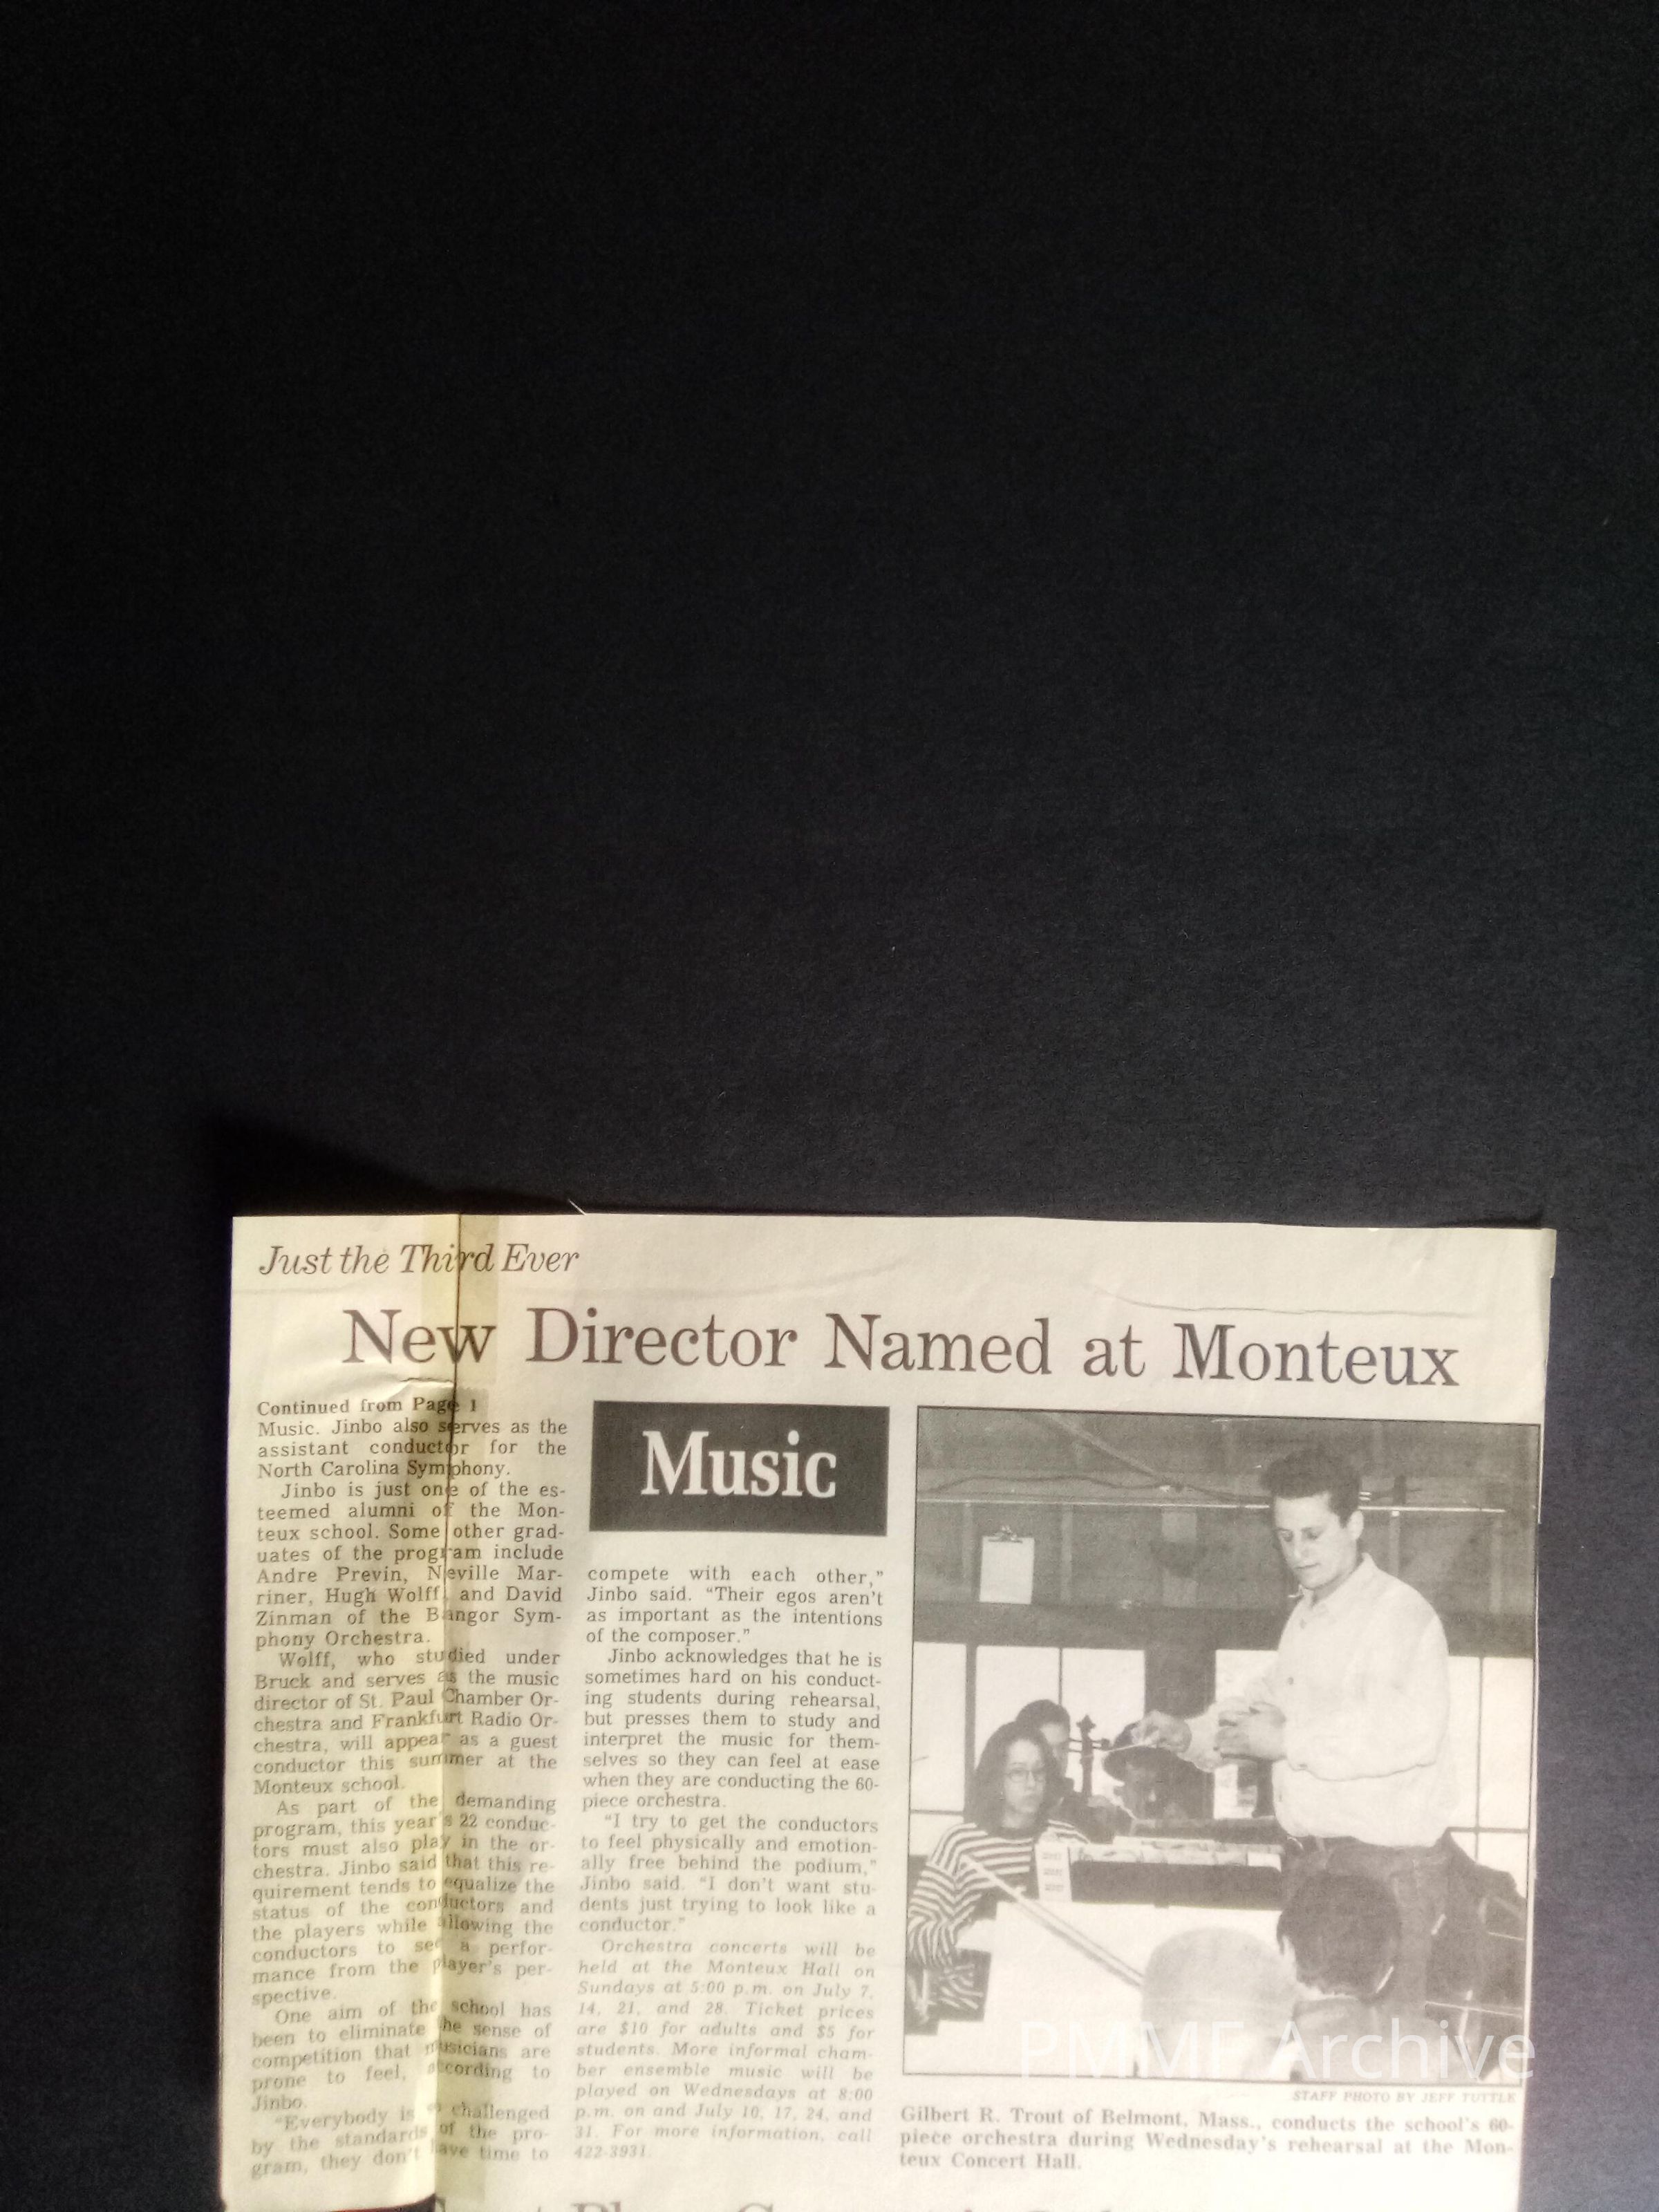 Just the Third Ever
New Director Named at Monteux
Continued from Page 1
Music. Jinbo also serves as the
assistant conductor for the
North Carolina Symphony.
Jinbo is just one of the es-
teemed alumni of the Mon-
teux school. Some other grad-
uates of the program include
Andre Previn, Neville Mar-
riner, Hugh Wolff, and David
Zinman of the Bangor Sym-
phony Orchestra.
Wolff, who studied under
Bruck and serves as the music
director of St. Paul Chamber Or-
chestra and Frankfurt Radio Or-
chestra, will appear as a guest
conductor this summer at the
Monteux school.
As part of the demanding
program, this year's 22 conduc-
tors must also play in the or-
chestra. Jinbo said that this re-
quirement tends to equalize the
status of the conductors and
the players while allowing the
conductors to see a perfor-
mance from the player's per-
spective.
One aim of the school has
been to eliminate the sense of
competition that musicians are
prone to feel, according to
Jinbo.
"Everybody is so challenged
by the standards of the pro-
gram, they don't have time to
Music
compete with each other,"
Jinbo said. "Their egos aren't
as important as the intentions
of the composer."
Jinbo acknowledges that he is
sometimes hard on his conduct-
ing students during rehearsal,
but presses them to study and
interpret the music for them-
selves so they can feel at ease
when they are conducting the 60-
piece orchestra.
"I try to get the conductors
to feel physically and emotion-
ally free behind the podium,"
Jinbo said. "I don't want stu-
dents just trying to look like a
conductor."
Orchestra concerts will be
held at the Monteux Hall on
Sundays at 5:00 p.m. on July 7,
14, 21, and 28. Ticket prices
are $10 for adults and $5 for
students. More informal cham-
ber ensemble music will be
played on Wednesdays at 8:00
p.m. on and July 10, 17, 24, and
31. For more information, call
422-3931.
PMMF Archive
STAFF PHOTO BY JEFF TUTTLE
Gilbert R. Trout of Belmont, Mass., conducts the school's 60-
piece orchestra during Wednesday's rehearsal at the Mon-
teux Concert Hall.